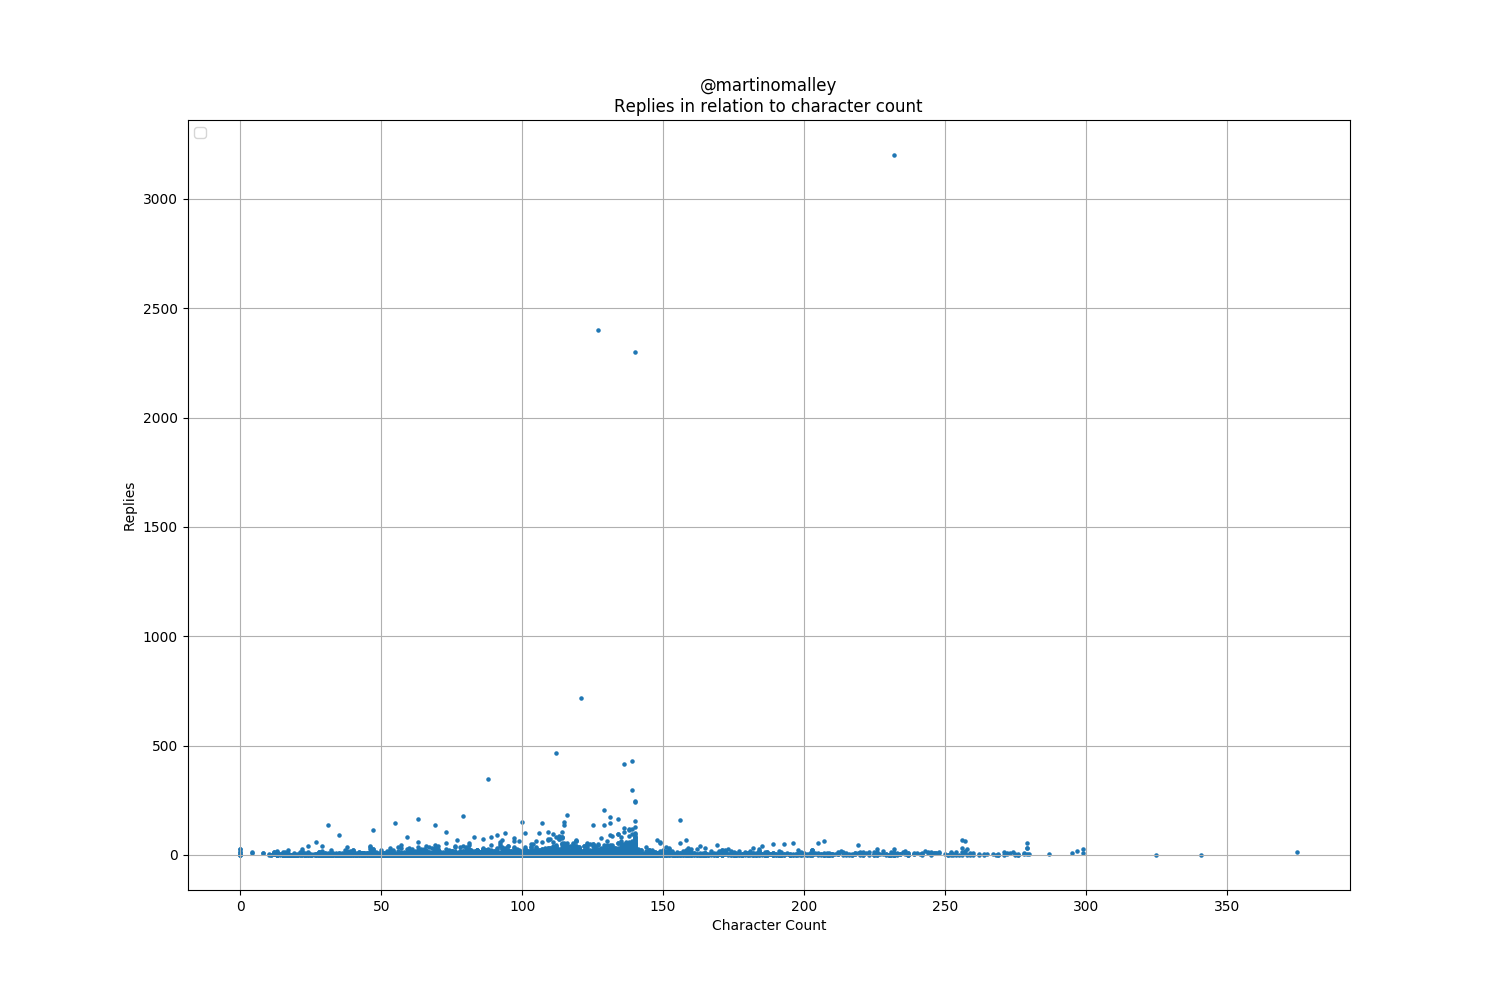 @martinomalley
Replies in relation to character count
3000
2500
2000
1500
1000
500
0
Replies
0 50 100 150 200 250 300 350
Character Count